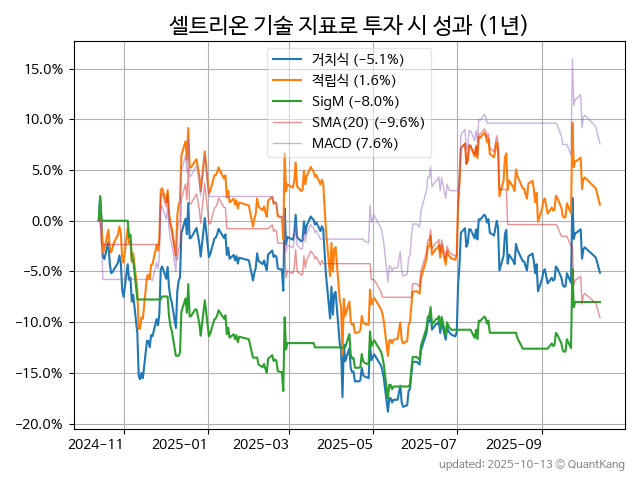 셀트리온 기술 지표로 투자 시 성과 (1년)
거치식 (−5.1%)
적립식 (1.6%)
SigM (−8.0%)
SMA(20) (−9.6%)
MACD (7.6%)
15.0%
10.0%
5.0%
0.0%
−5.0%
−10.0%
−15.0%
−20.0%
2024-11 2025-01 2025-03 2025-05 2025-07 2025-09
updated: 2025-10-13 ⓒ QuantKang